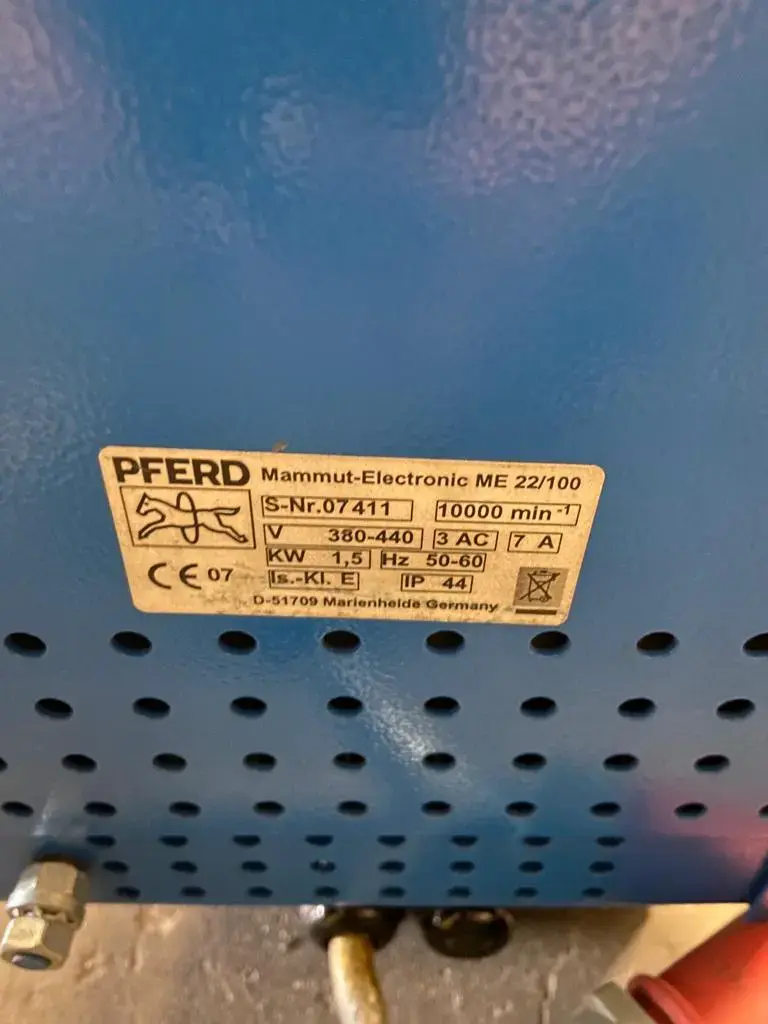 PFERD Mammut-Electronic ME 22/100
S-Nr.07411 10000 min⁻¹
V 380-440 3 AC 7 A
KW 1,5 Hz 50-60
CE 07 Is.-Kl. E IP 44
D-51709 Marienheide Germany